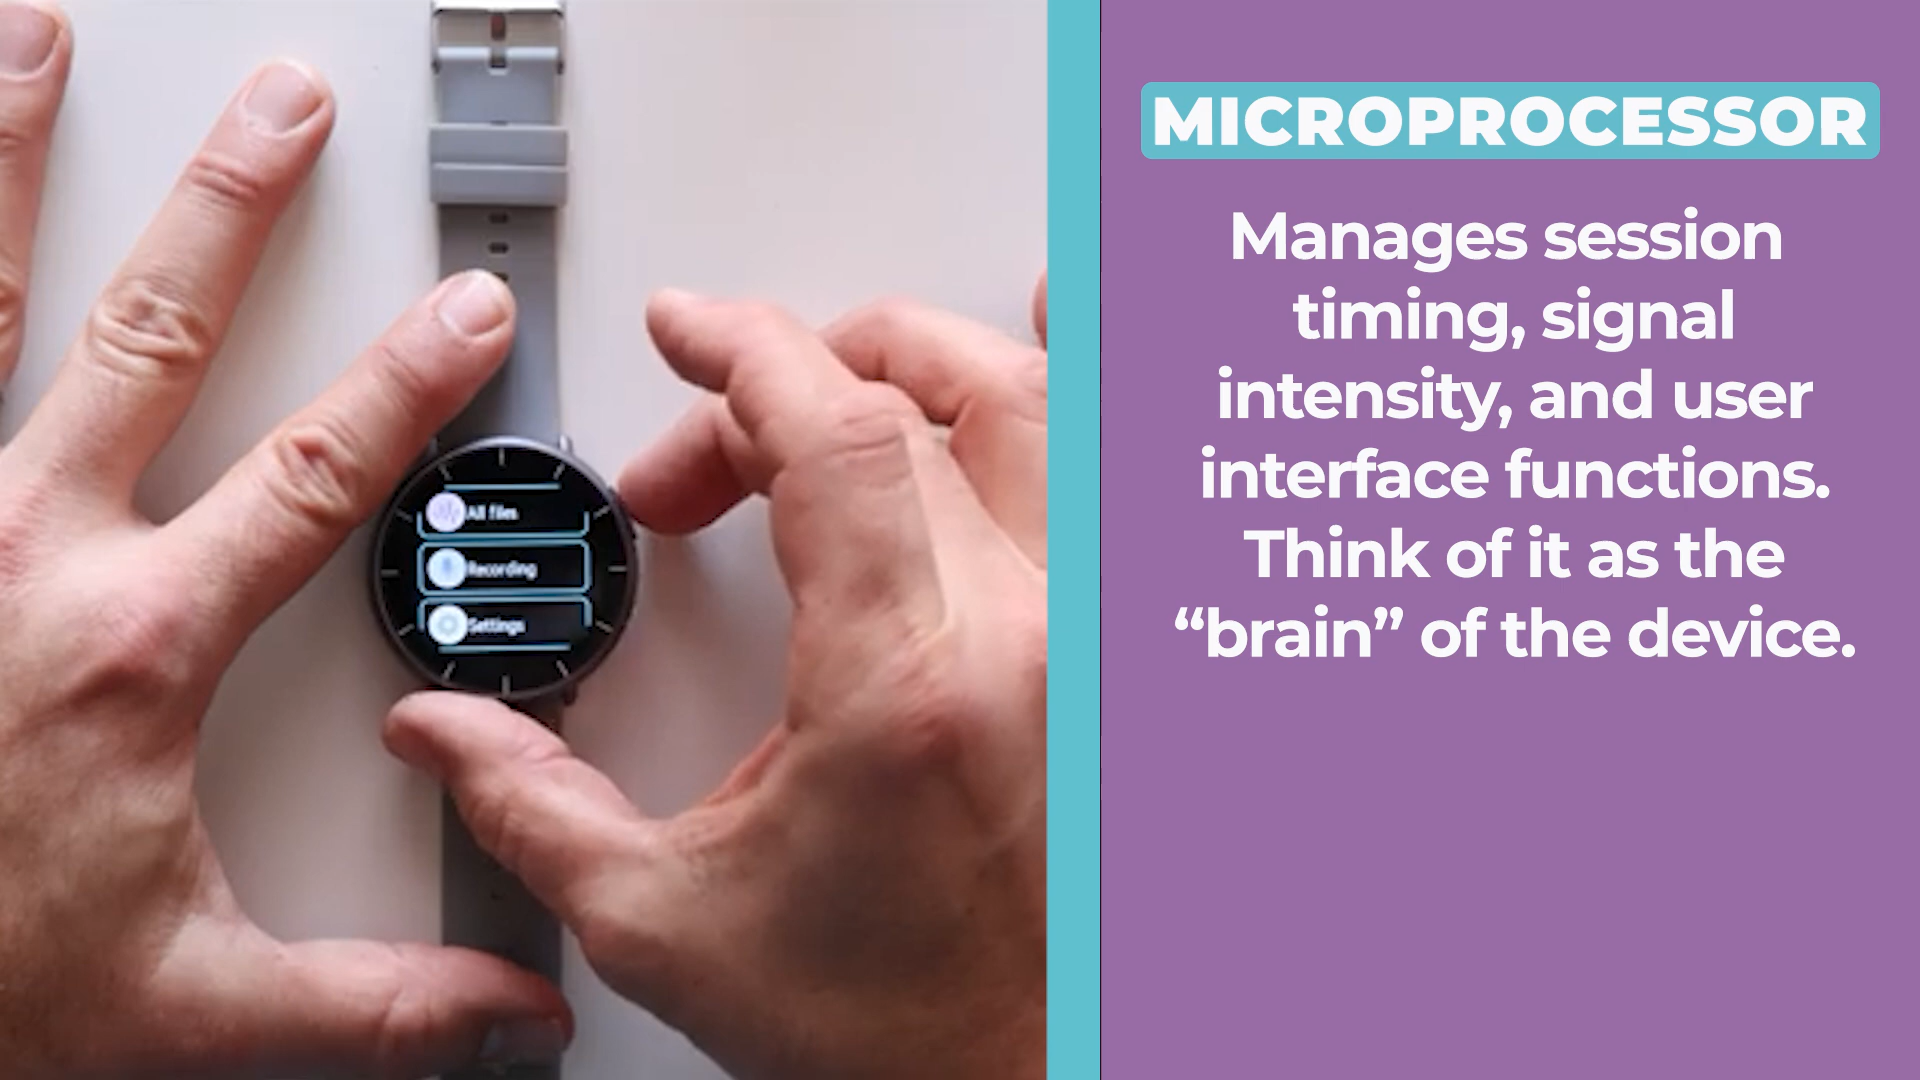 All files
Recording
Settings
MICROPROCESSOR
Manages session
timing, signal
intensity, and user
interface functions.
Think of it as the
“brain” of the device.